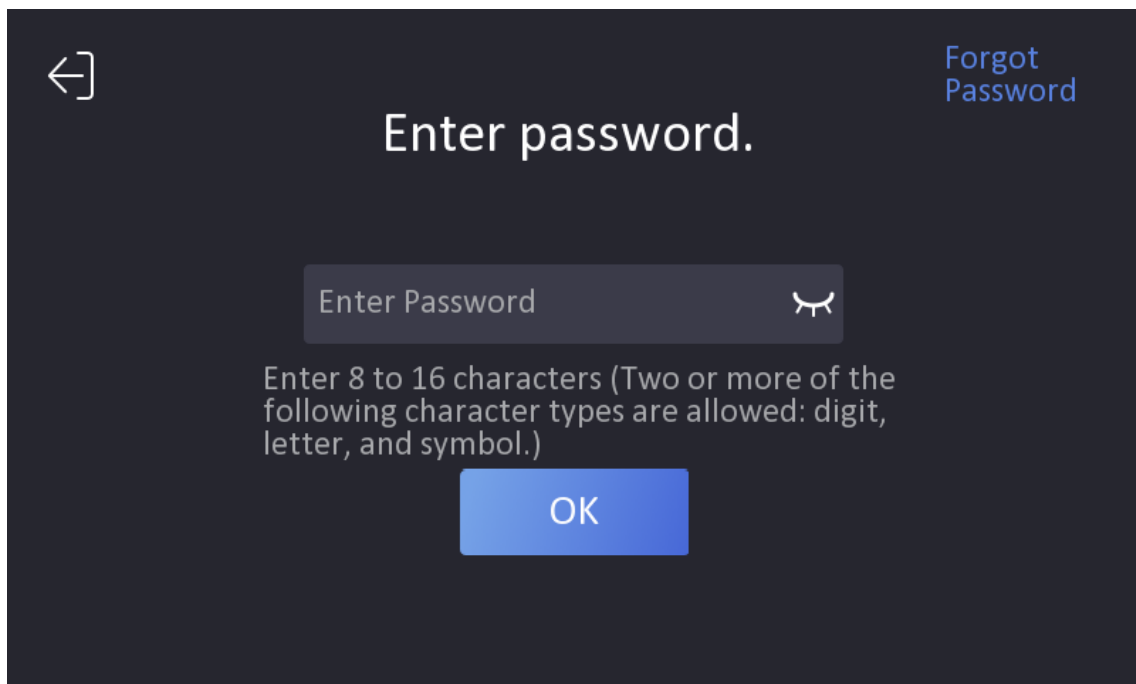 Forgot
Password
Enter password.
Enter Password
Enter 8 to 16 characters (Two or more of the
following character types are allowed: digit,
letter, and symbol.)
OK